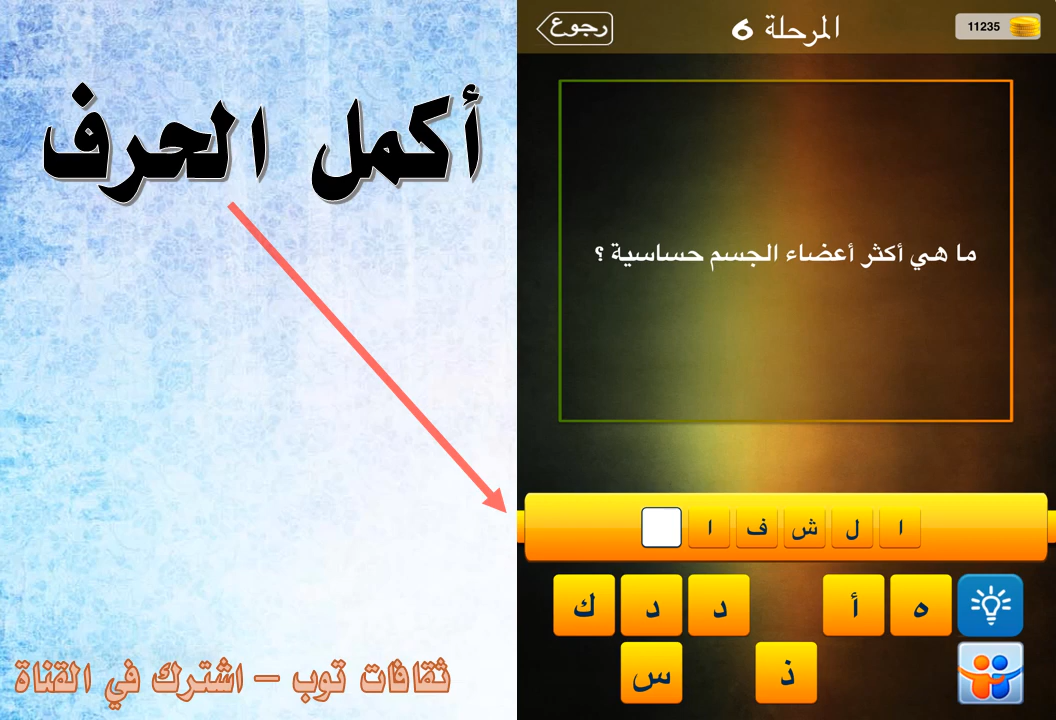 أكمل الحرف
ثقافات توب – اشترك في القناة
رجوع
المرحلة 6
11235
ما هي أكثر أعضاء الجسم حساسية ؟
ا ل ش ف ا
ه أ د د ك
ذ س